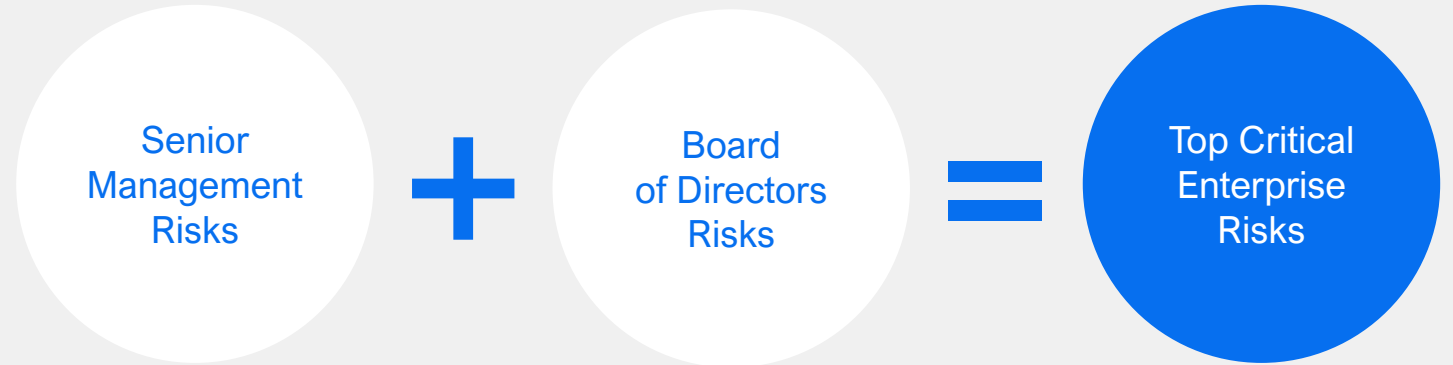 Senior
Management
Risks
+
Board
of Directors
Risks
=
Top Critical
Enterprise
Risks